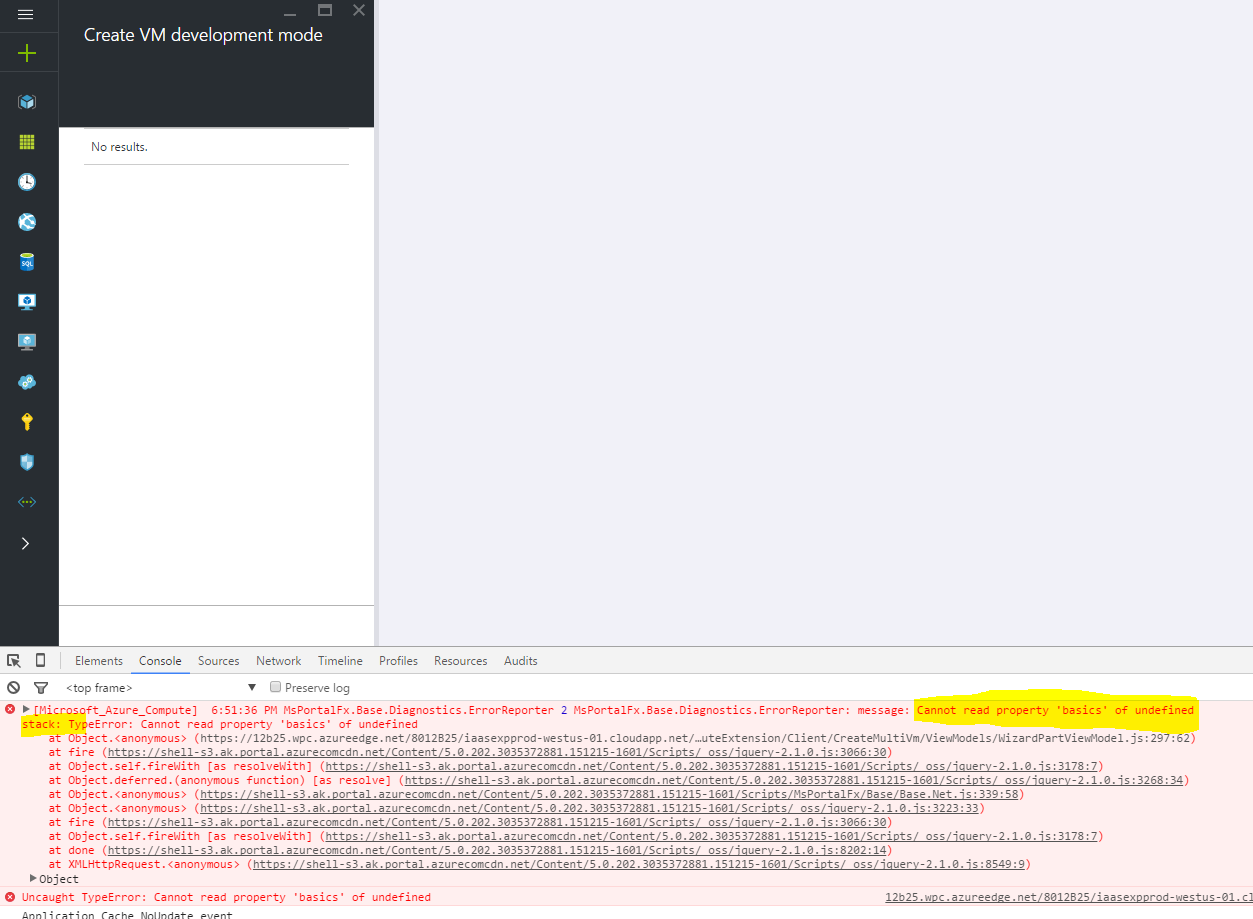 Create VM development mode
No results.
SQL
Elements Console Sources Network Timeline Profiles Resources Audits
<top frame> ▼ Preserve log
[Microsoft_Azure_Compute] 6:51:36 PM MsPortalFx.Base.Diagnostics.ErrorReporter 2 MsPortalFx.Base.Diagnostics.ErrorReporter: message: Cannot read property 'basics' of undefined
stack: TypeError: Cannot read property 'basics' of undefined
at Object.<anonymous> (https://12b25.wpc.azureedge.net/8012B25/iaasexpprod-westus-01.cloudapp.net/…uteExtension/Client/CreateMultiVm/ViewModels/WizardPartViewModel.js:297:62)
at fire (https://shell-s3.ak.portal.azurecomcdn.net/Content/5.0.202.3035372881.151215-1601/Scripts/_oss/jquery-2.1.0.js:3066:30)
at Object.self.fireWith [as resolveWith] (https://shell-s3.ak.portal.azurecomcdn.net/Content/5.0.202.3035372881.151215-1601/Scripts/_oss/jquery-2.1.0.js:3178:7)
at Object.deferred.(anonymous function) [as resolve] (https://shell-s3.ak.portal.azurecomcdn.net/Content/5.0.202.3035372881.151215-1601/Scripts/_oss/jquery-2.1.0.js:3268:34)
at Object.<anonymous> (https://shell-s3.ak.portal.azurecomcdn.net/Content/5.0.202.3035372881.151215-1601/Scripts/MsPortalFx/Base/Base.Net.js:339:58)
at Object.<anonymous> (https://shell-s3.ak.portal.azurecomcdn.net/Content/5.0.202.3035372881.151215-1601/Scripts/_oss/jquery-2.1.0.js:3223:33)
at fire (https://shell-s3.ak.portal.azurecomcdn.net/Content/5.0.202.3035372881.151215-1601/Scripts/_oss/jquery-2.1.0.js:3066:30)
at Object.self.fireWith [as resolveWith] (https://shell-s3.ak.portal.azurecomcdn.net/Content/5.0.202.3035372881.151215-1601/Scripts/_oss/jquery-2.1.0.js:3178:7)
at done (https://shell-s3.ak.portal.azurecomcdn.net/Content/5.0.202.3035372881.151215-1601/Scripts/_oss/jquery-2.1.0.js:8202:14)
at XMLHttpRequest.<anonymous> (https://shell-s3.ak.portal.azurecomcdn.net/Content/5.0.202.3035372881.151215-1601/Scripts/_oss/jquery-2.1.0.js:8549:9)
Object
Uncaught TypeError: Cannot read property 'basics' of undefined 12b25.wpc.azureedge.net/8012B25/iaasexpprod-westus-01.cl
Application Cache NoUpdate event